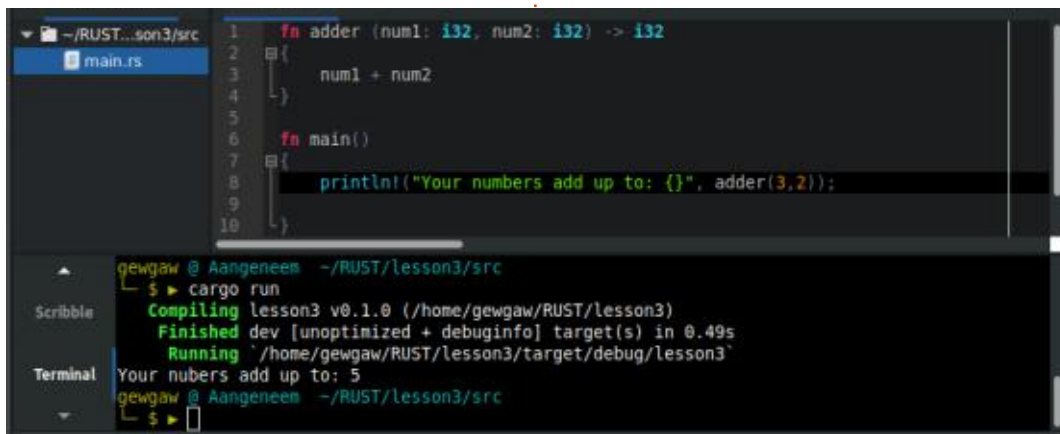 ~/RUST...son3/src
main.rs
1 fn adder (num1: i32, num2: i32) -> i32
2 {
3 num1 + num2
4 }
5
6 fn main()
7 {
8 println!("Your numbers add up to: {}", adder(3,2));
9
10 }
gewgaw @ Aangeneem ~/RUST/lesson3/src
$ ► cargo run
Compiling lesson3 v0.1.0 (/home/gewgaw/RUST/lesson3)
Finished dev [unoptimized + debuginfo] target(s) in 0.49s
Running `/home/gewgaw/RUST/lesson3/target/debug/lesson3`
Your nubers add up to: 5
gewgaw @ Aangeneem ~/RUST/lesson3/src
$ ►
Scribble
Terminal